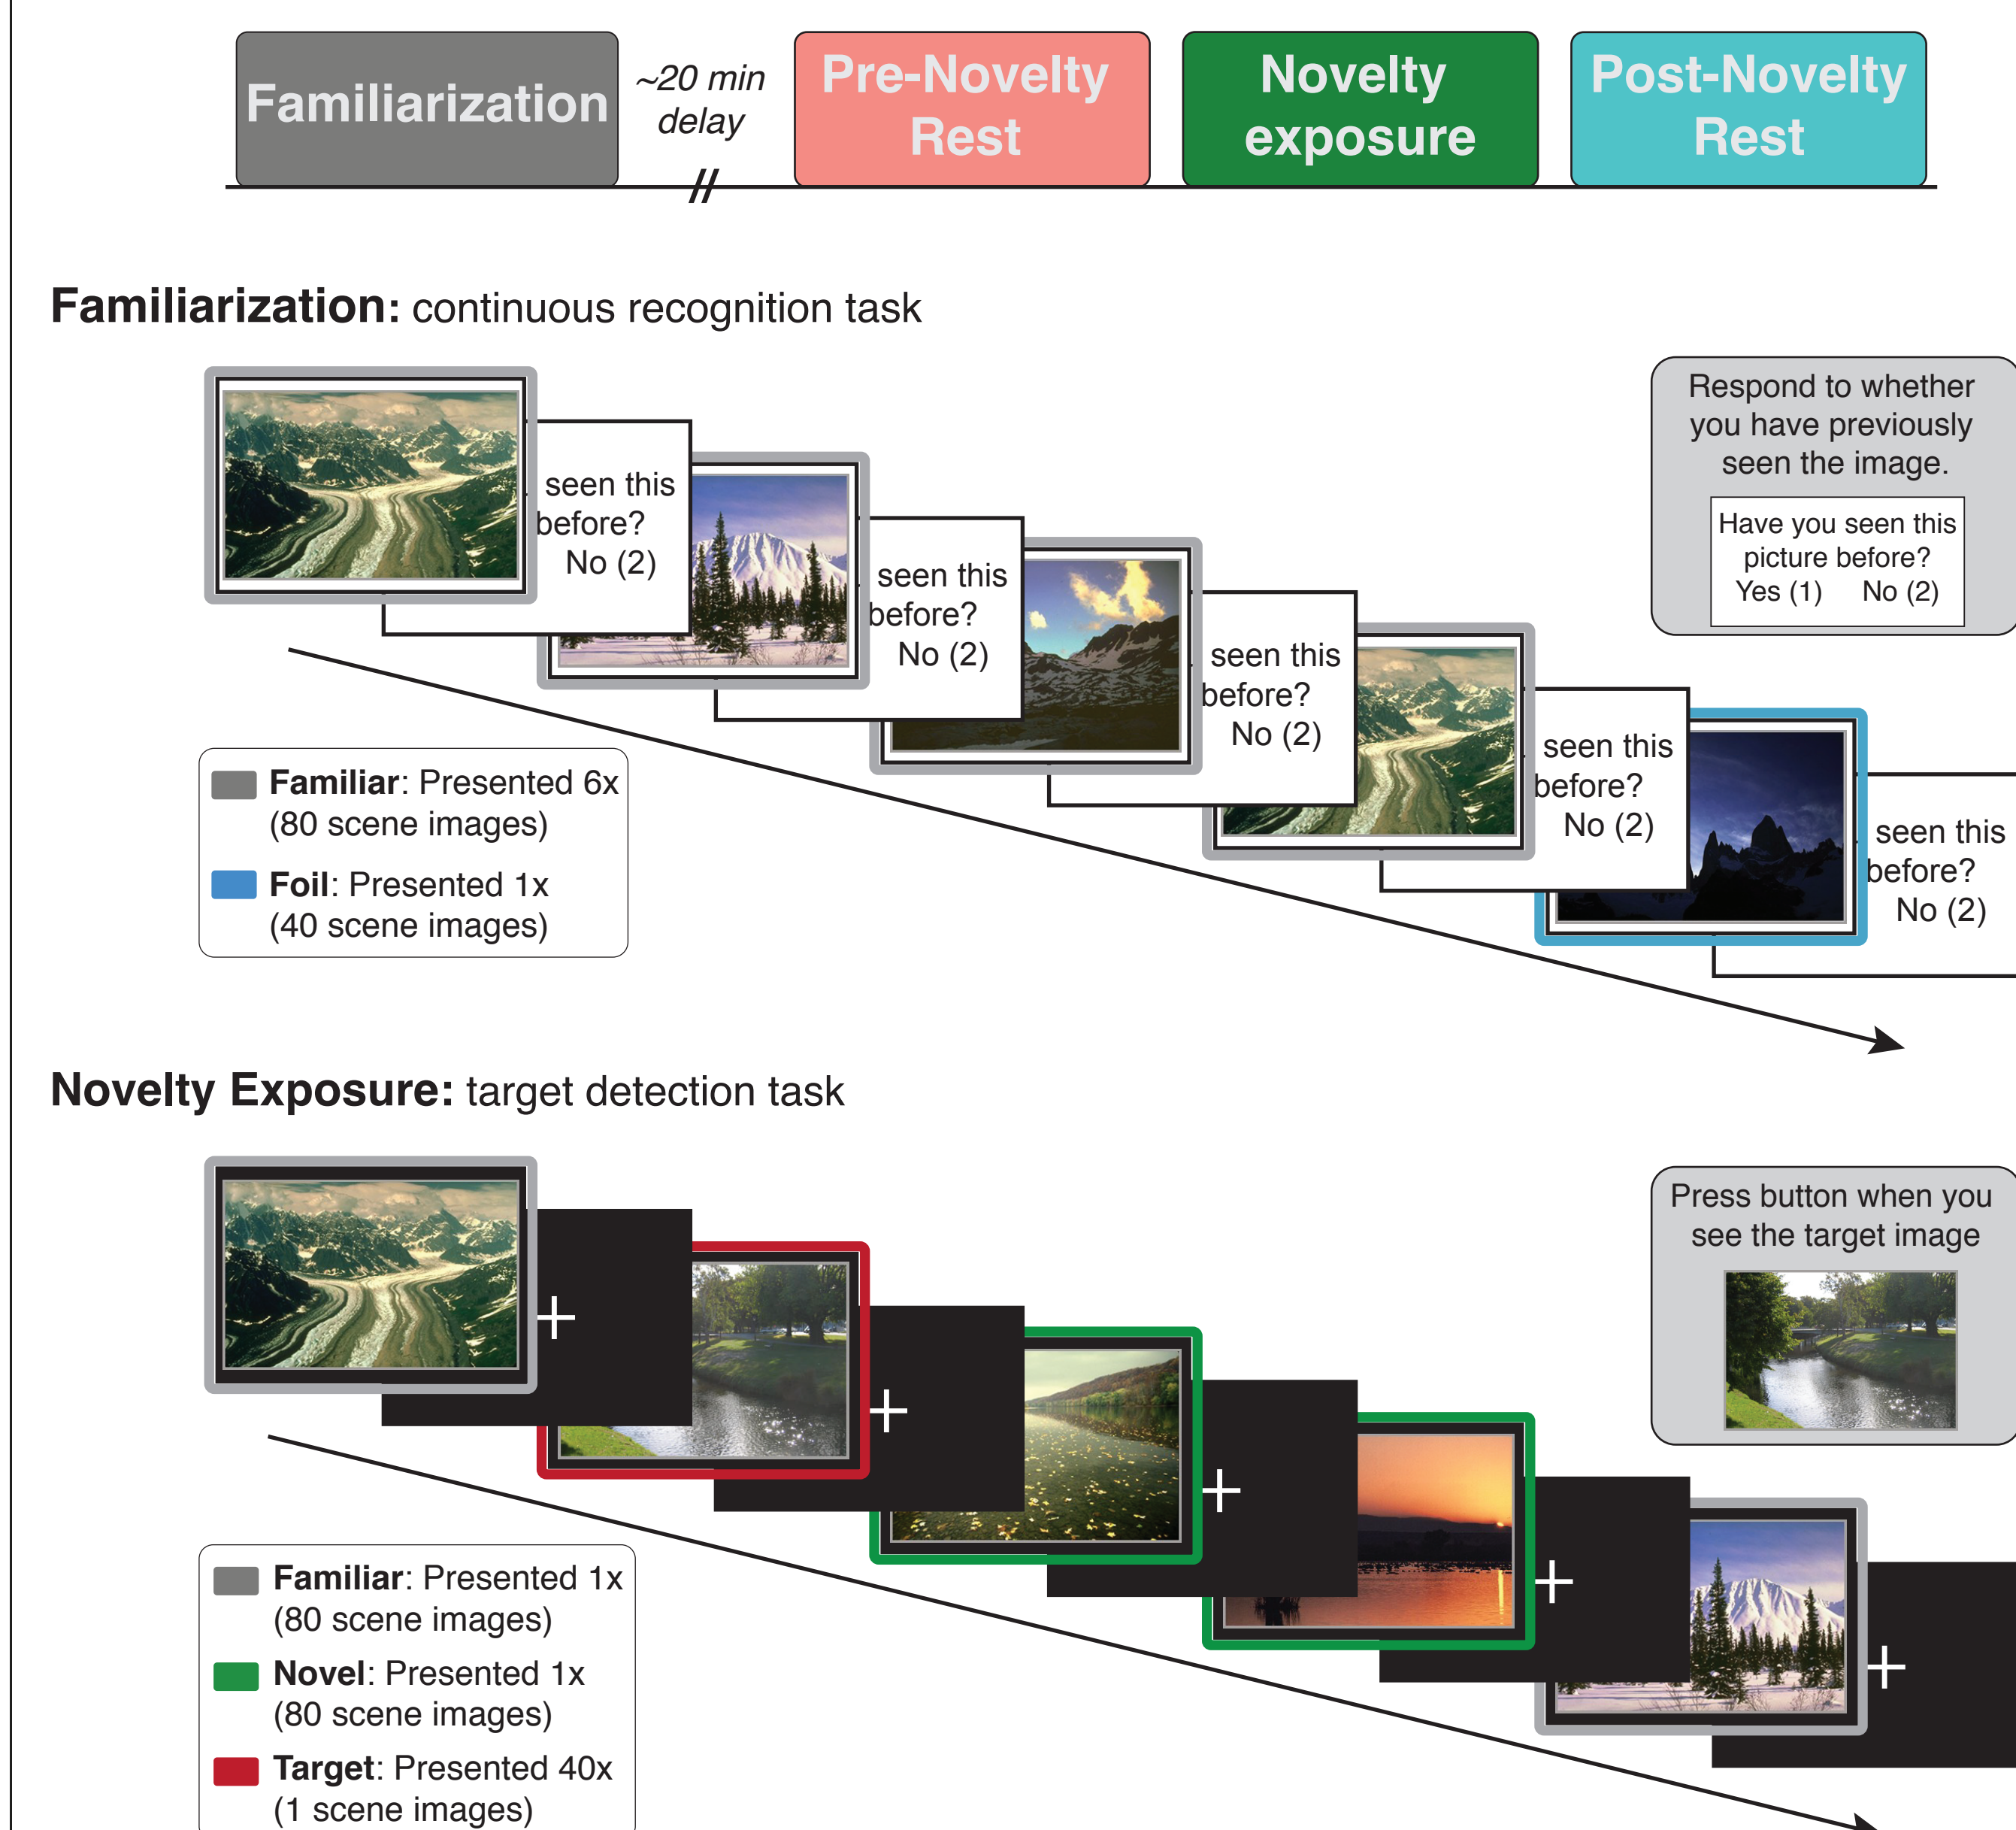 Familiarization
~20 min
delay
Pre-Novelty
Rest
Novelty
exposure
Post-Novelty
Rest
Familiarization: continuous recognition task
seen this
before?
No (2)
seen this
before?
No (2)
seen this
before?
No (2)
seen this
before?
No (2)
seen this
before?
No (2)
Respond to whether
you have previously
seen the image.
Have you seen this
picture before?
Yes (1) No (2)
Familiar: Presented 6x
(80 scene images)
Foil: Presented 1x
(40 scene images)
Novelty Exposure: target detection task
Press button when you
see the target image
Familiar: Presented 1x
(80 scene images)
Novel: Presented 1x
(80 scene images)
Target: Presented 40x
(1 scene images)